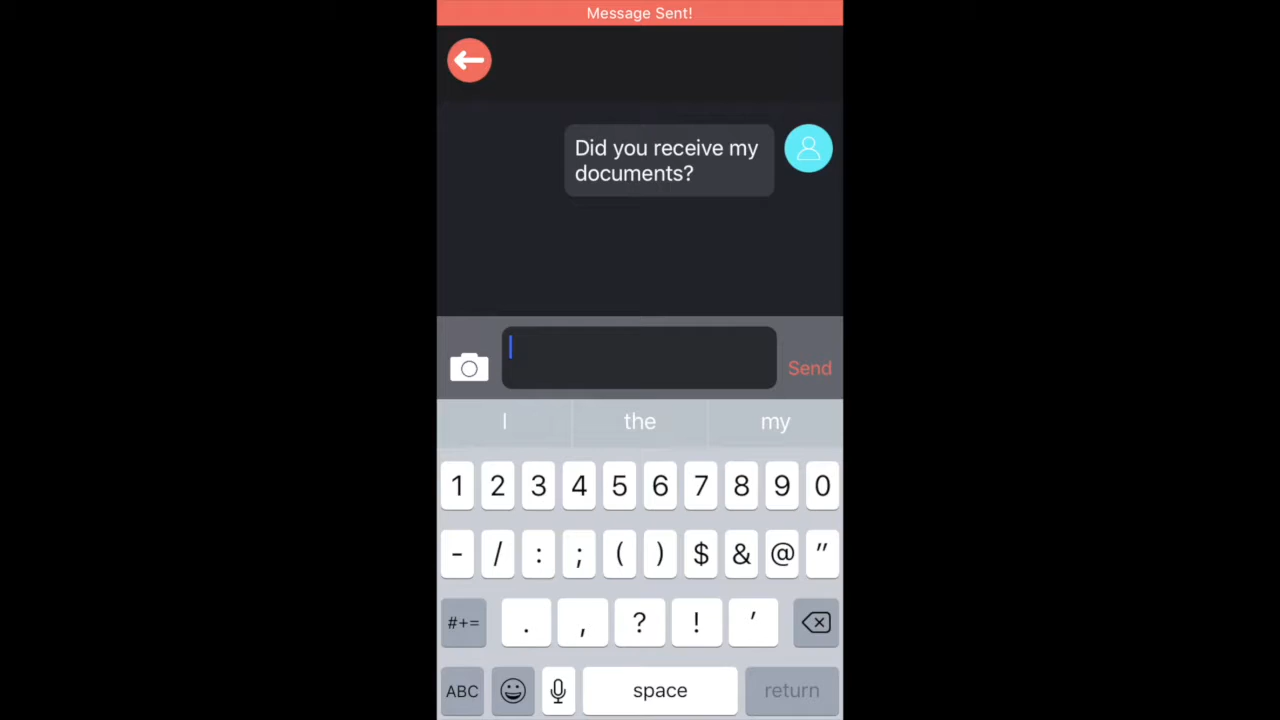 Message Sent!
Did you receive my
documents?
Send
I the my
1 2 3 4 5 6 7 8 9 0
- / : ; ( ) $ & @ "
#+= . , ? ! '
ABC space return